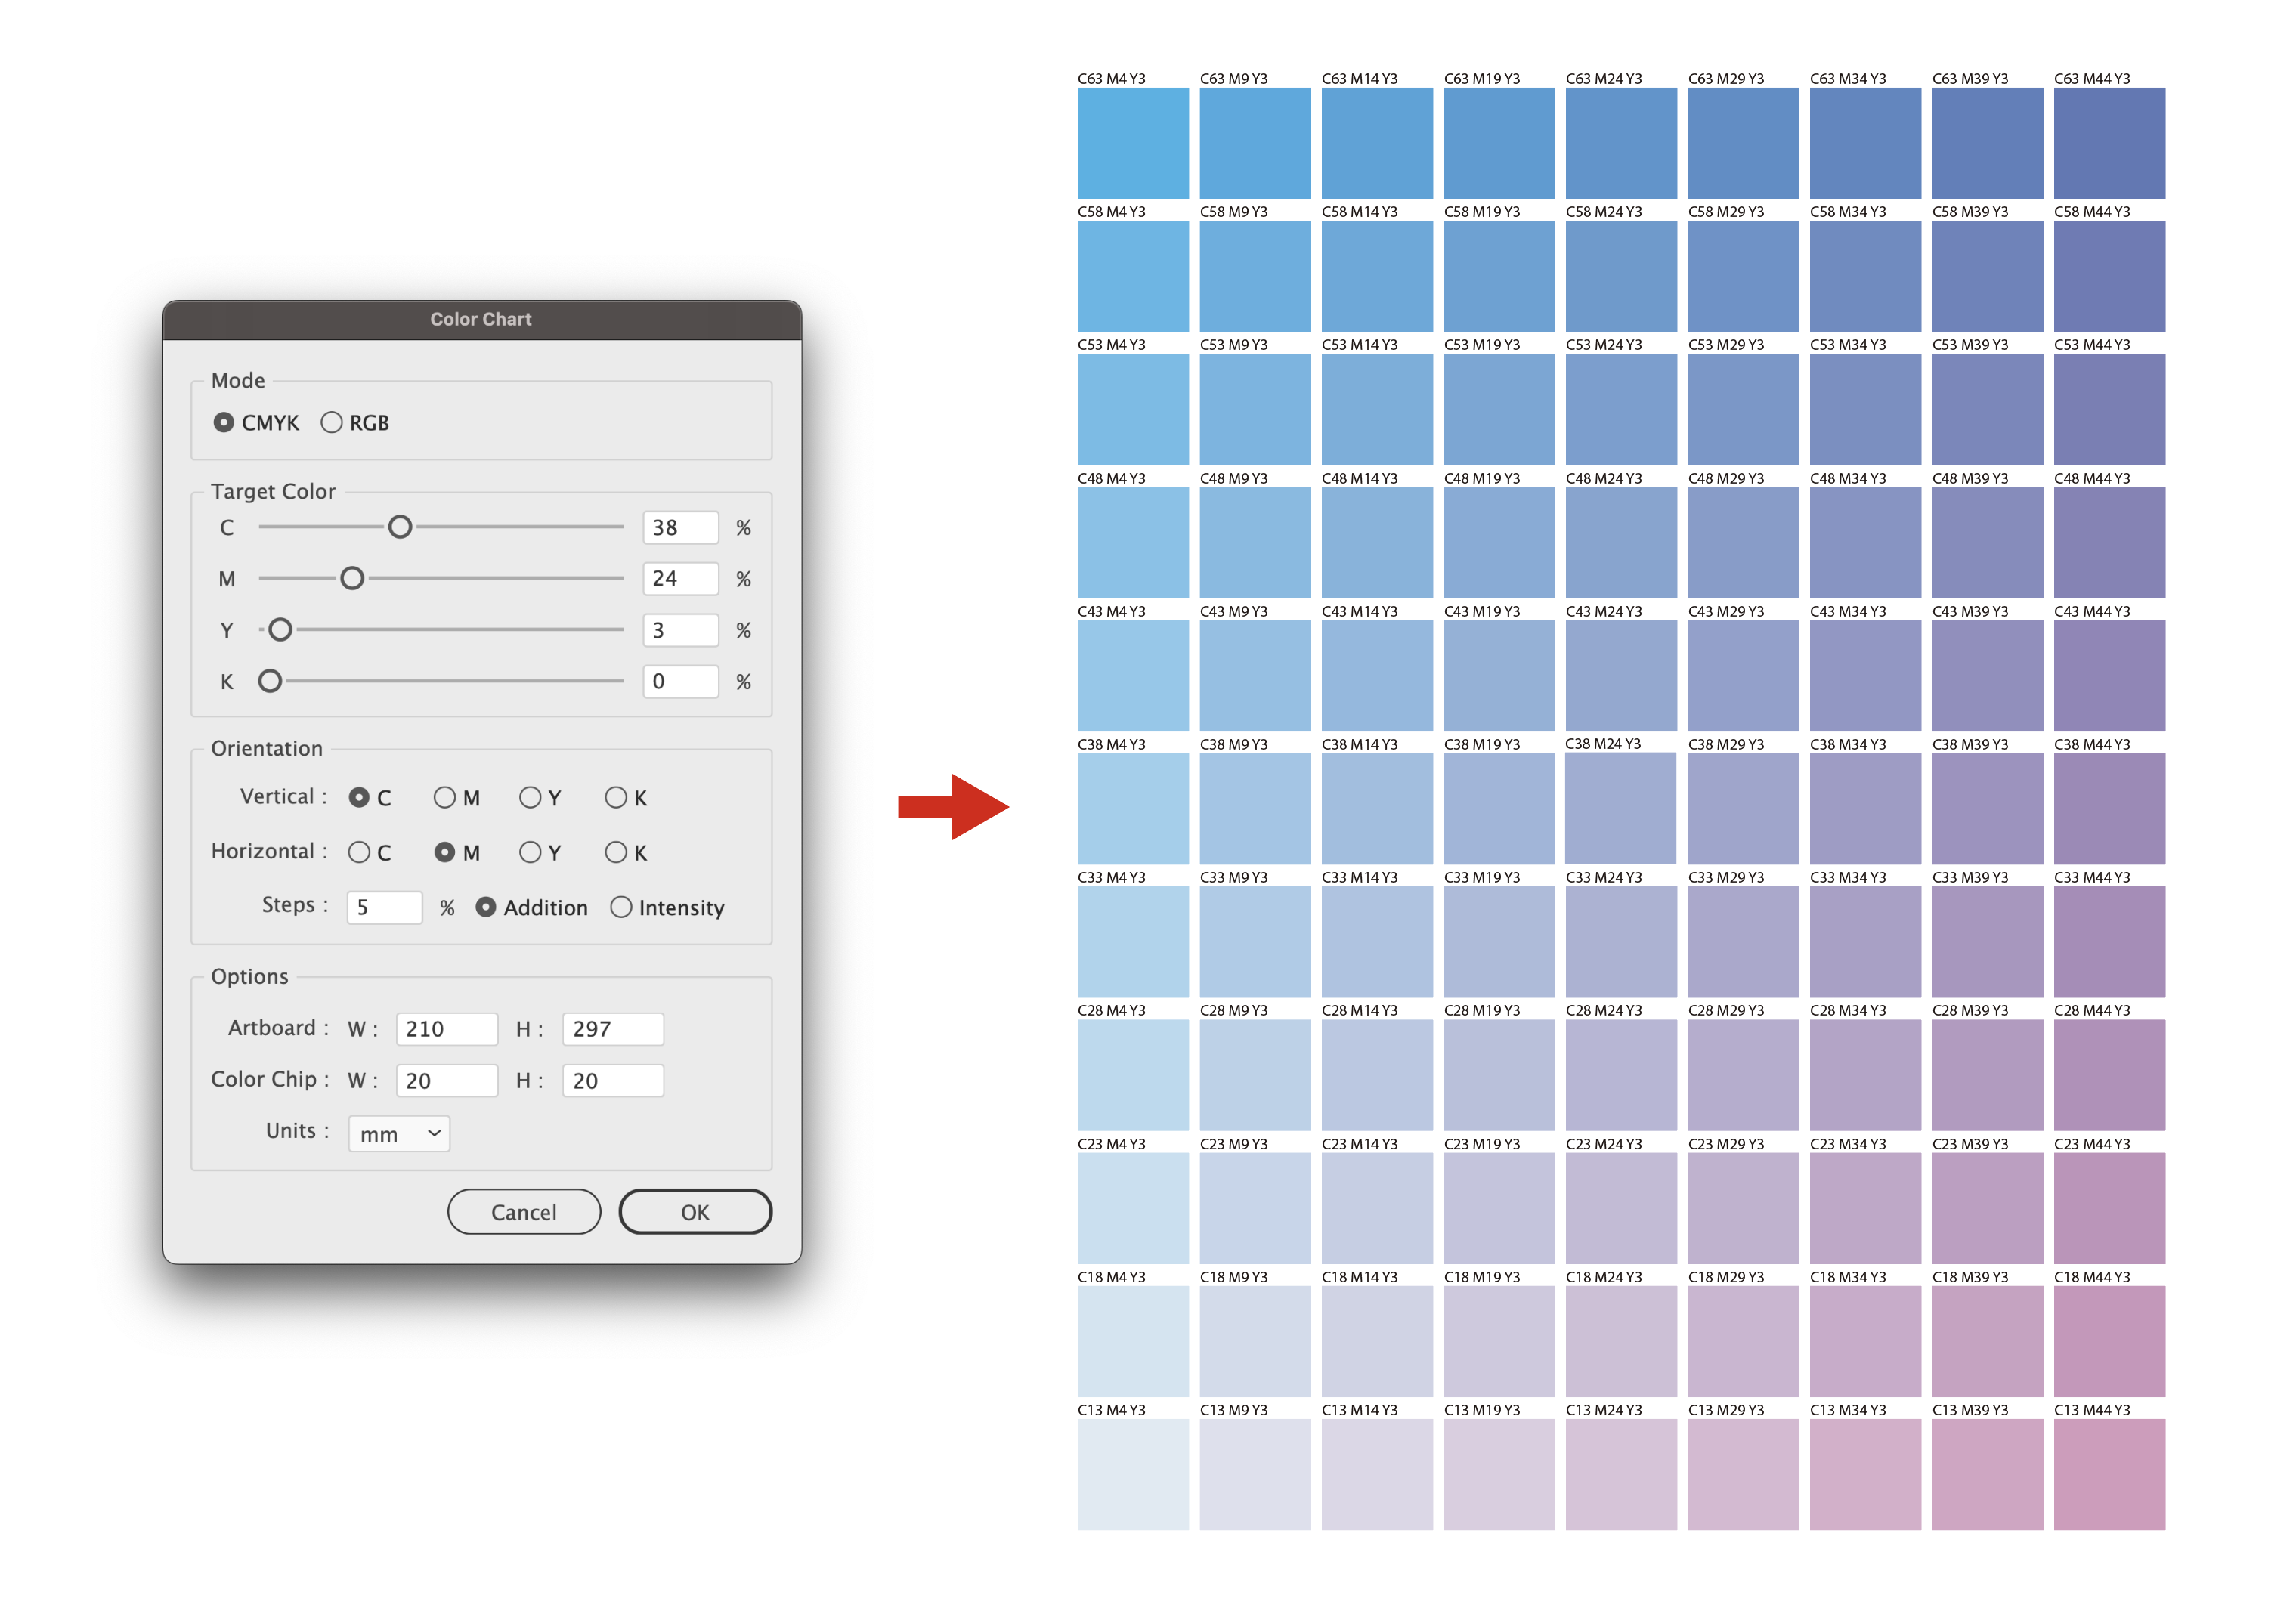 Color Chart
Mode
CMYK RGB
Target Color
C 38 %
M 24 %
Y 3 %
K 0 %
Orientation
Vertical : C M Y K
Horizontal : C M Y K
Steps : 5 % Addition Intensity
Options
Artboard : W : 210 H : 297
Color Chip : W : 20 H : 20
Units : mm
Cancel OK
C63 M4 Y3 C63 M9 Y3 C63 M14 Y3 C63 M19 Y3 C63 M24 Y3 C63 M29 Y3 C63 M34 Y3 C63 M39 Y3 C63 M44 Y3
C58 M4 Y3 C58 M9 Y3 C58 M14 Y3 C58 M19 Y3 C58 M24 Y3 C58 M29 Y3 C58 M34 Y3 C58 M39 Y3 C58 M44 Y3
C53 M4 Y3 C53 M9 Y3 C53 M14 Y3 C53 M19 Y3 C53 M24 Y3 C53 M29 Y3 C53 M34 Y3 C53 M39 Y3 C53 M44 Y3
C48 M4 Y3 C48 M9 Y3 C48 M14 Y3 C48 M19 Y3 C48 M24 Y3 C48 M29 Y3 C48 M34 Y3 C48 M39 Y3 C48 M44 Y3
C43 M4 Y3 C43 M9 Y3 C43 M14 Y3 C43 M19 Y3 C43 M24 Y3 C43 M29 Y3 C43 M34 Y3 C43 M39 Y3 C43 M44 Y3
C38 M4 Y3 C38 M9 Y3 C38 M14 Y3 C38 M19 Y3 C38 M24 Y3 C38 M29 Y3 C38 M34 Y3 C38 M39 Y3 C38 M44 Y3
C33 M4 Y3 C33 M9 Y3 C33 M14 Y3 C33 M19 Y3 C33 M24 Y3 C33 M29 Y3 C33 M34 Y3 C33 M39 Y3 C33 M44 Y3
C28 M4 Y3 C28 M9 Y3 C28 M14 Y3 C28 M19 Y3 C28 M24 Y3 C28 M29 Y3 C28 M34 Y3 C28 M39 Y3 C28 M44 Y3
C23 M4 Y3 C23 M9 Y3 C23 M14 Y3 C23 M19 Y3 C23 M24 Y3 C23 M29 Y3 C23 M34 Y3 C23 M39 Y3 C23 M44 Y3
C18 M4 Y3 C18 M9 Y3 C18 M14 Y3 C18 M19 Y3 C18 M24 Y3 C18 M29 Y3 C18 M34 Y3 C18 M39 Y3 C18 M44 Y3
C13 M4 Y3 C13 M9 Y3 C13 M14 Y3 C13 M19 Y3 C13 M24 Y3 C13 M29 Y3 C13 M34 Y3 C13 M39 Y3 C13 M44 Y3